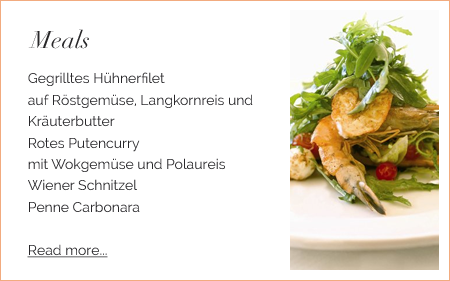 Meals
Gegrilltes Hühnerfilet
auf Röstgemüse, Langkornreis und
Kräuterbutter
Rotes Putencurry
mit Wokgemüse und Polaureis
Wiener Schnitzel
Penne Carbonara
Read more...